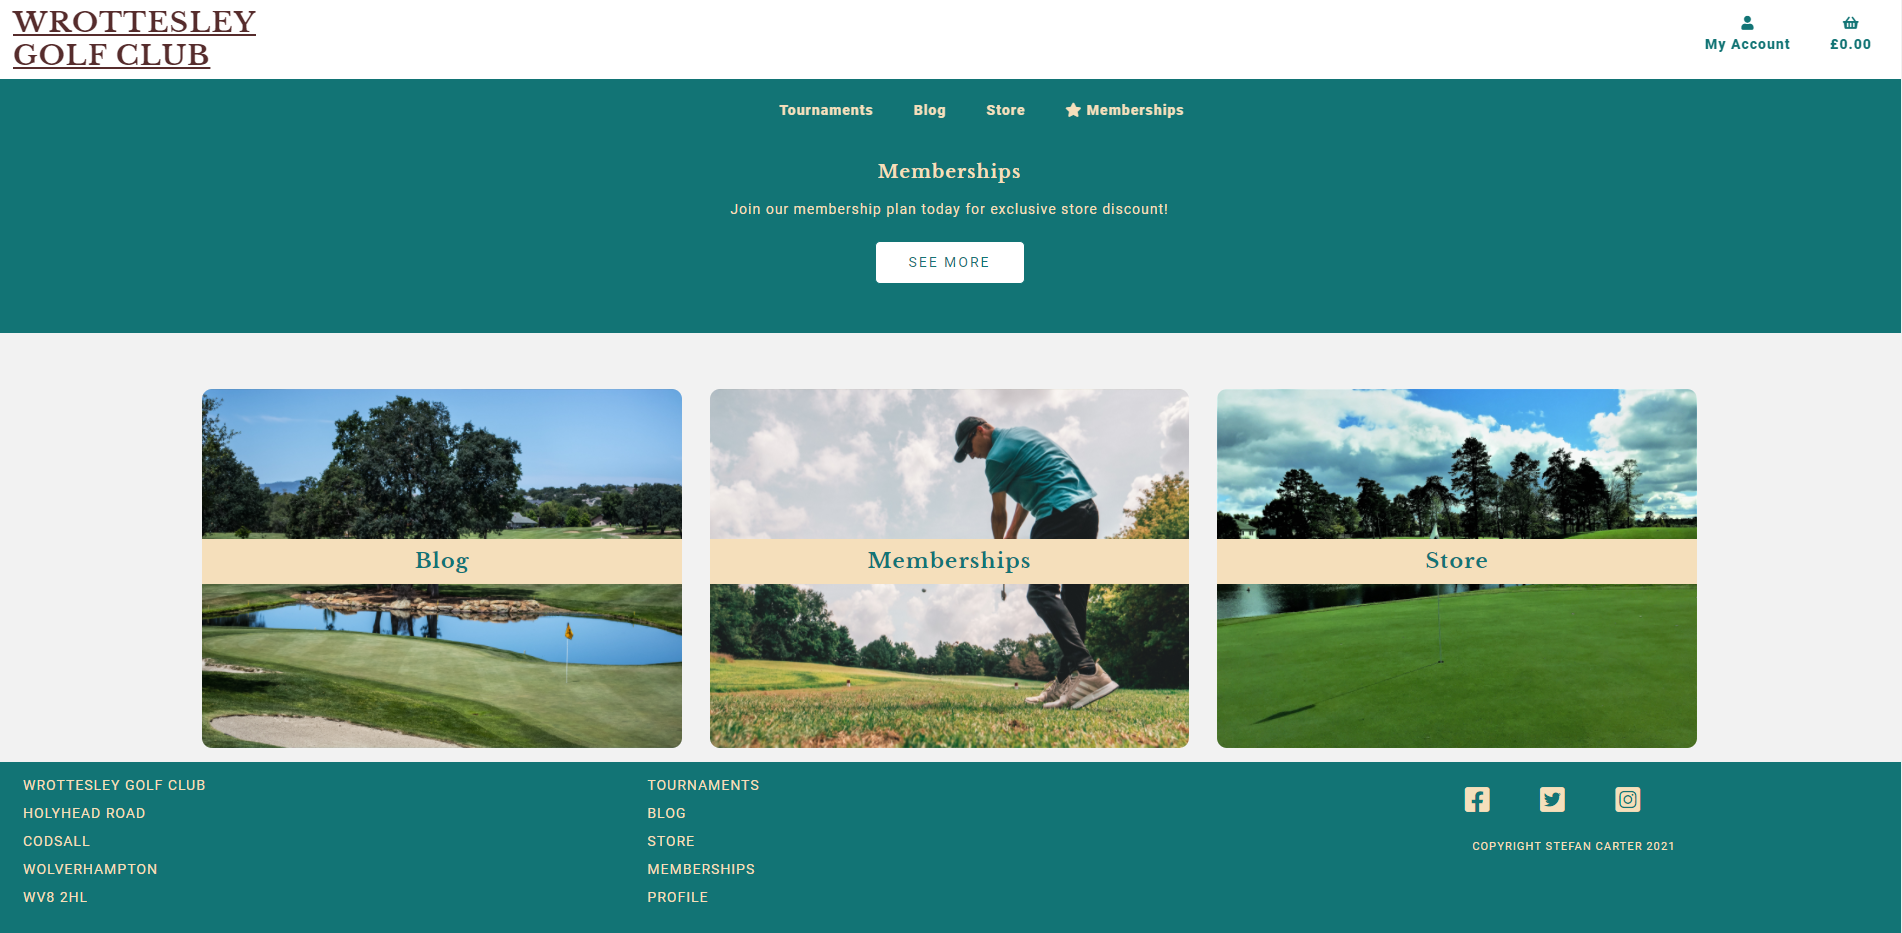 WROTTESLEY
GOLF CLUB
My Account
£0.00
Tournaments
Blog
Store
Memberships
Memberships
Join our membership plan today for exclusive store discount!
SEE MORE
Blog
Memberships
Store
WROTTESLEY GOLF CLUB
HOLYHEAD ROAD
CODSALL
WOLVERHAMPTON
WV8 2HL
TOURNAMENTS
BLOG
STORE
MEMBERSHIPS
PROFILE
COPYRIGHT STEFAN CARTER 2021